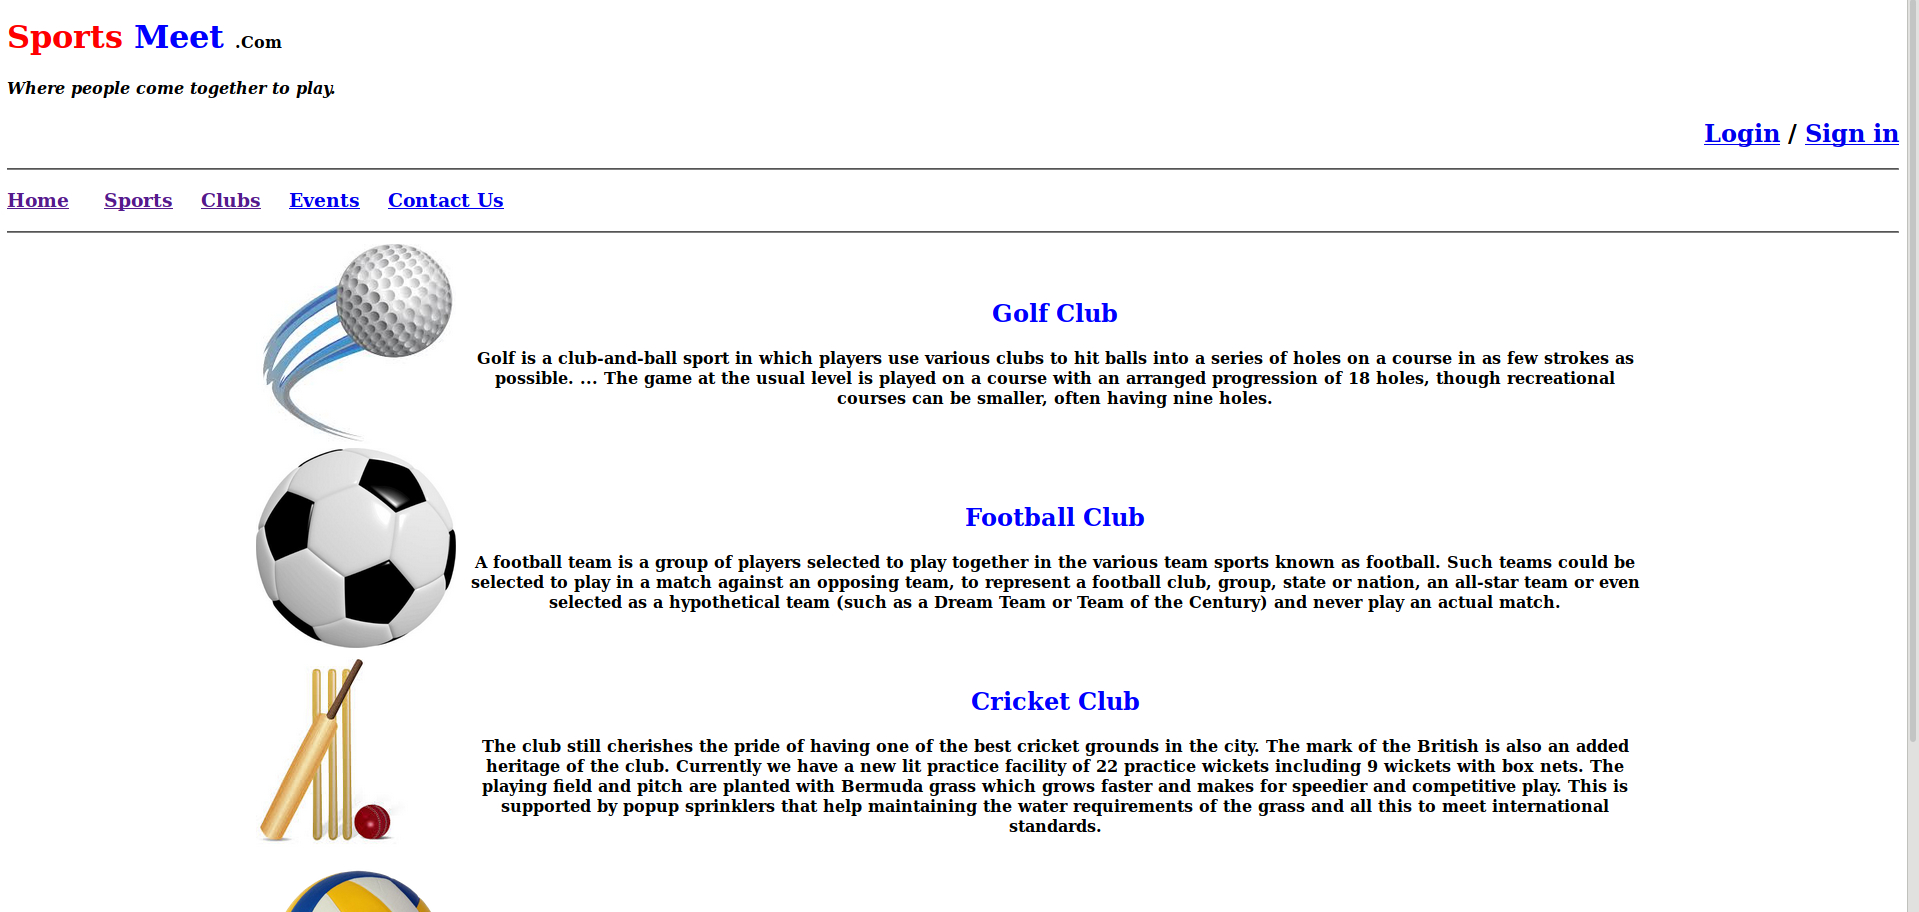 Sports Meet .Com
Where people come together to play.
Login / Sign in
Home Sports Clubs Events Contact Us
Golf Club
Golf is a club-and-ball sport in which players use various clubs to hit balls into a series of holes on a course in as few strokes as
possible. ... The game at the usual level is played on a course with an arranged progression of 18 holes, though recreational
courses can be smaller, often having nine holes.
Football Club
A football team is a group of players selected to play together in the various team sports known as football. Such teams could be
selected to play in a match against an opposing team, to represent a football club, group, state or nation, an all-star team or even
selected as a hypothetical team (such as a Dream Team or Team of the Century) and never play an actual match.
Cricket Club
The club still cherishes the pride of having one of the best cricket grounds in the city. The mark of the British is also an added
heritage of the club. Currently we have a new lit practice facility of 22 practice wickets including 9 wickets with box nets. The
playing field and pitch are planted with Bermuda grass which grows faster and makes for speedier and competitive play. This is
supported by popup sprinklers that help maintaining the water requirements of the grass and all this to meet international
standards.